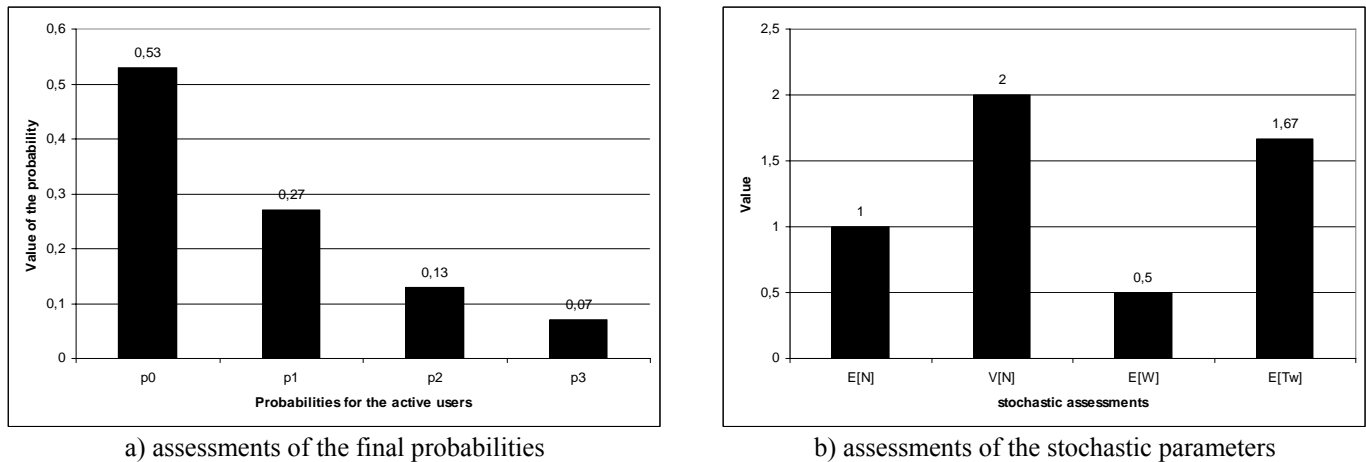 0,6
0,5
0,4
0,3
0,2
0,1
0
Value of the probability
0,53
0,27
0,13
0,07
p0 p1 p2 p3
Probabilities for the active users
a) assessments of the final probabilities
2,5
2
1,5
1
0,5
0
Value
1
2
0,5
1,67
E[N] V[N] E[W] E[Tw]
stochastic assessments
b) assessments of the stochastic parameters